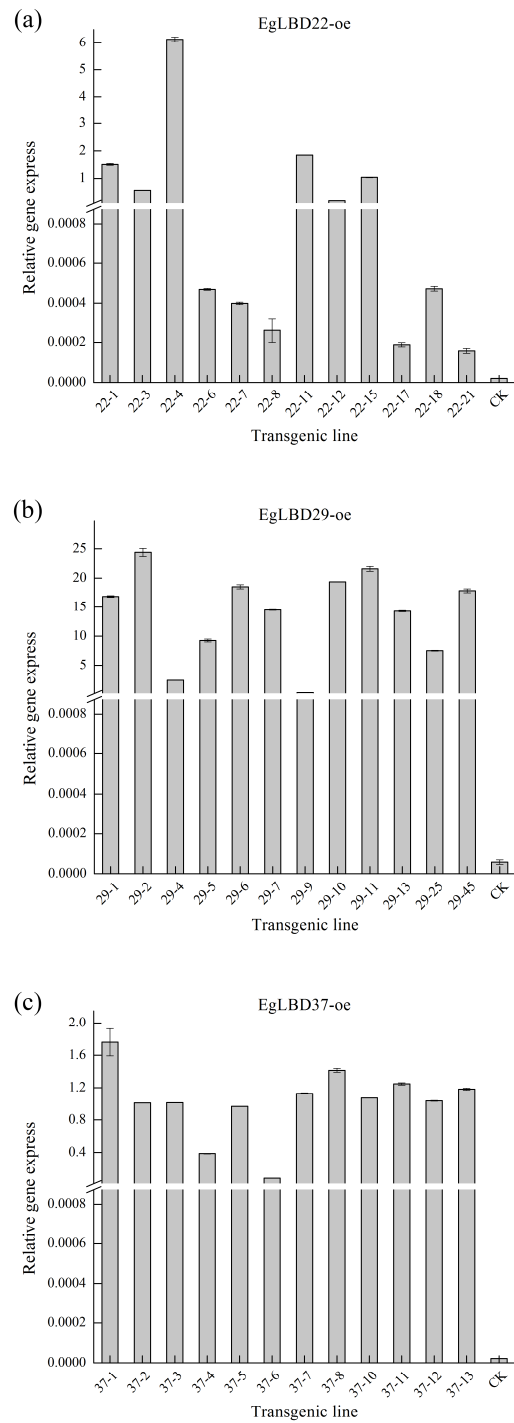 (a)
EgLBD22-oe
Relative gene express
6
5
4
3
2
1
0.0008
0.0006
0.0004
0.0002
0.0000
22-1 22-3 22-4 22-6 22-7 22-8 22-11 22-12 22-15 22-17 22-18 22-21 CK
Transgenic line
(b)
EgLBD29-oe
Relative gene express
25
20
15
10
5
0.0008
0.0006
0.0004
0.0002
0.0000
29-1 29-2 29-4 29-5 29-6 29-7 29-9 29-10 29-11 29-13 29-25 29-45 CK
Transgenic line
(c)
EgLBD37-oe
Relative gene express
2.0
1.6
1.2
0.8
0.4
0.0008
0.0006
0.0004
0.0002
0.0000
37-1 37-2 37-3 37-4 37-5 37-6 37-7 37-8 37-10 37-11 37-12 37-13 CK
Transgenic line